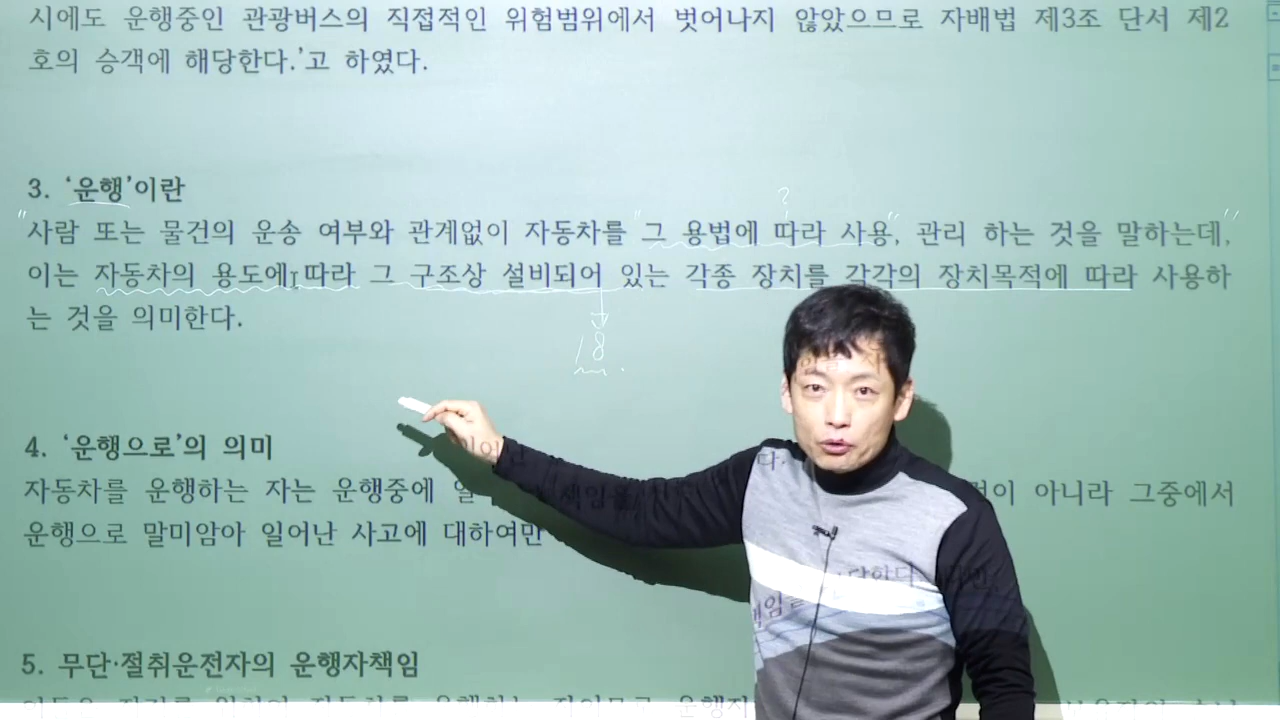 시에도 운행중인 관광버스의 직접적인 위험범위에서 벗어나지 않았으므로 자배법 제3조 단서 제2
호의 승객에 해당한다.'고 하였다.
3. '운행'이란
?
"사람 또는 물건의 운송 여부와 관계없이 자동차를 "그 용법에 따라 사용", 관리 하는 것을 말하는데,"
이는 자동차의 용도에 따라 그 구조상 설비되어 있는 각종 장치를 각각의 장치목적에 따라 사용하
는 것을 의미한다.
18
4. '운행으로'의 의미
자동차를 운행하는 자는 운행중에 아니라 그중에서
운행으로 말미암아 일어난 사고에 대하여만
5. 무단·절취운전자의 운행자책임